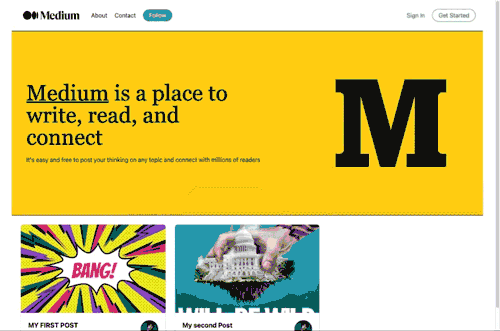 Medium
About
Contact
Follow
Sign In
Get Started
Medium is a place to
write, read, and
connect
It's easy and free to post your thinking on any topic and connect with millions of readers
M
BANG!
WILL BE WILD
MY FIRST POST
My second Post